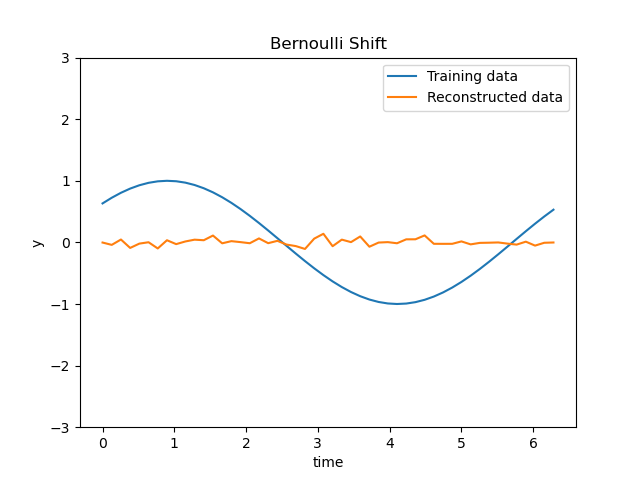 Bernoulli Shift
Training data
Reconstructed data
3
2
1
0
−1
−2
−3
y
0 1 2 3 4 5 6
time